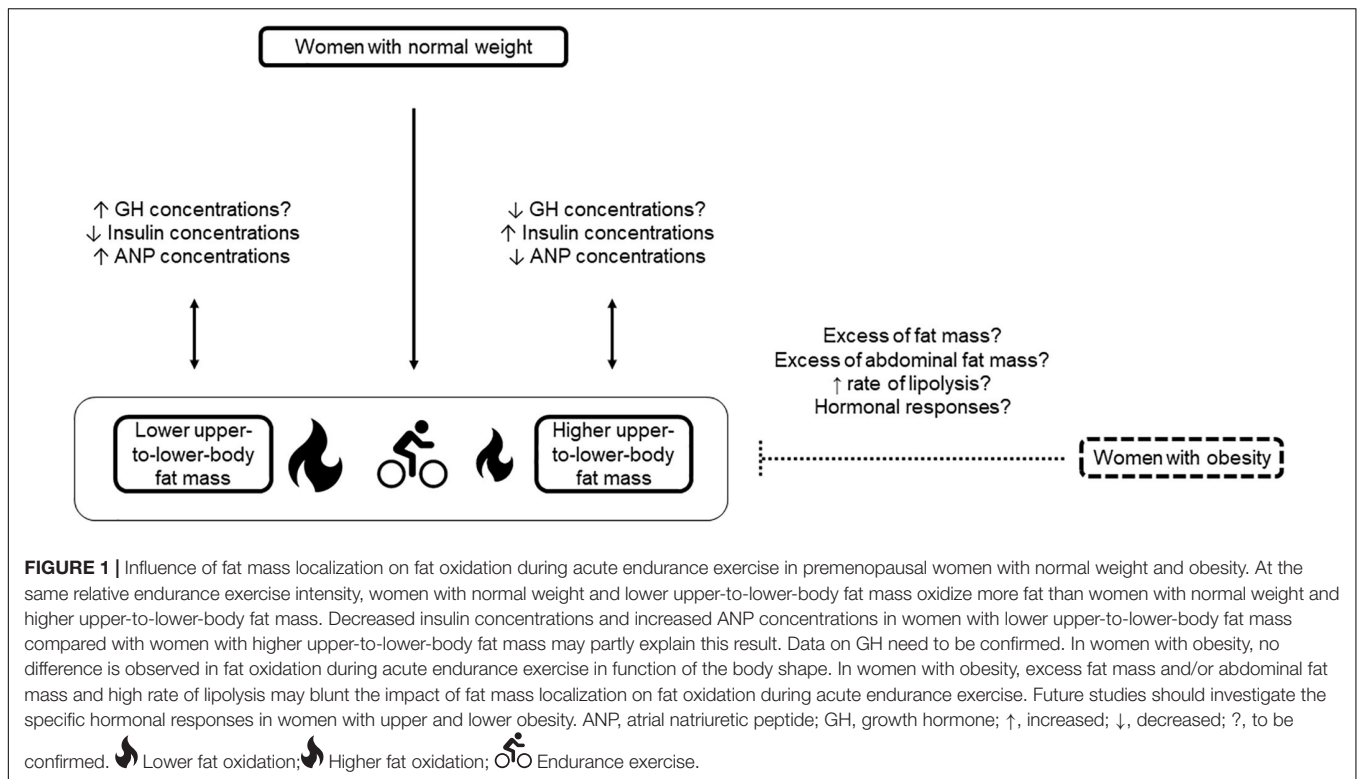 Women with normal weight
↑ GH concentrations?
↓ Insulin concentrations
↑ ANP concentrations
↓ GH concentrations?
↑ Insulin concentrations
↓ ANP concentrations
Excess of fat mass?
Excess of abdominal fat mass?
↑ rate of lipolysis?
Hormonal responses?
Lower upper-
to-lower-body
fat mass
Higher upper-
to-lower-body
fat mass
Women with obesity
FIGURE 1 | Influence of fat mass localization on fat oxidation during acute endurance exercise in premenopausal women with normal weight and obesity. At the
same relative endurance exercise intensity, women with normal weight and lower upper-to-lower-body fat mass oxidize more fat than women with normal weight and
higher upper-to-lower-body fat mass. Decreased insulin concentrations and increased ANP concentrations in women with lower upper-to-lower-body fat mass
compared with women with higher upper-to-lower-body fat mass may partly explain this result. Data on GH need to be confirmed. In women with obesity, no
difference is observed in fat oxidation during acute endurance exercise in function of the body shape. In women with obesity, excess fat mass and/or abdominal fat
mass and high rate of lipolysis may blunt the impact of fat mass localization on fat oxidation during acute endurance exercise. Future studies should investigate the
specific hormonal responses in women with upper and lower obesity. ANP, atrial natriuretic peptide; GH, growth hormone; ↑, increased; ↓, decreased; ?, to be
confirmed. Lower fat oxidation; Higher fat oxidation; Endurance exercise.